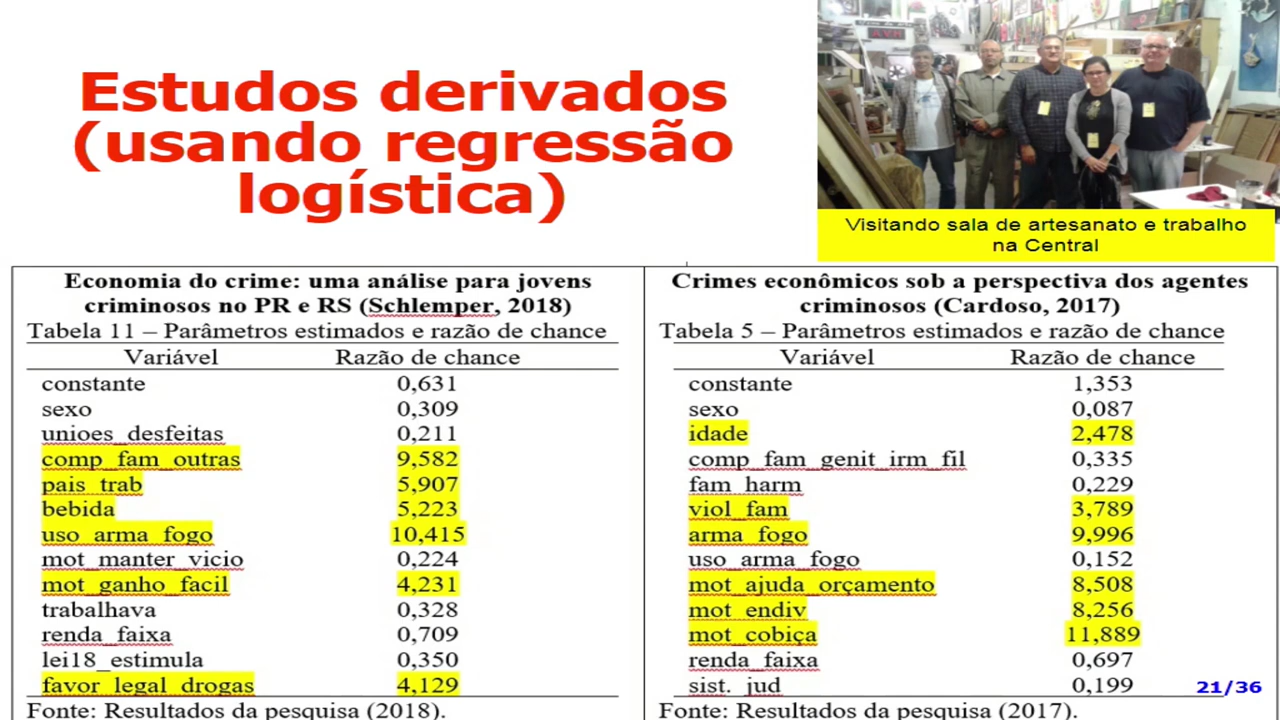 Estudos derivados
(usando regressão
logística)
Visitando sala de artesanato e trabalho
na Central
Economia do crime: uma análise para jovens
criminosos no PR e RS (Schlemper, 2018)
Tabela 11 – Parâmetros estimados e razão de chance
Variável Razão de chance
constante 0,631
sexo 0,309
unioes_desfeitas 0,211
comp_fam_outras 9,582
pais_trab 5,907
bebida 5,223
uso_arma_fogo 10,415
mot_manter_vicio 0,224
mot_ganho_facil 4,231
trabalhava 0,328
renda_faixa 0,709
lei18_estimula 0,350
favor_legal_drogas 4,129
Fonte: Resultados da pesquisa (2018).
Crimes econômicos sob a perspectiva dos agentes
criminosos (Cardoso, 2017)
Tabela 5 – Parâmetros estimados e razão de chance
Variável Razão de chance
constante 1,353
sexo 0,087
idade 2,478
comp_fam_genit_irm_fil 0,335
fam_harm 0,229
viol_fam 3,789
arma_fogo 9,996
uso_arma_fogo 0,152
mot_ajuda_orçamento 8,508
mot_endiv 8,256
mot_cobiça 11,889
renda_faixa 0,697
sist._jud 0,199
Fonte: Resultados da pesquisa (2017).
21/36